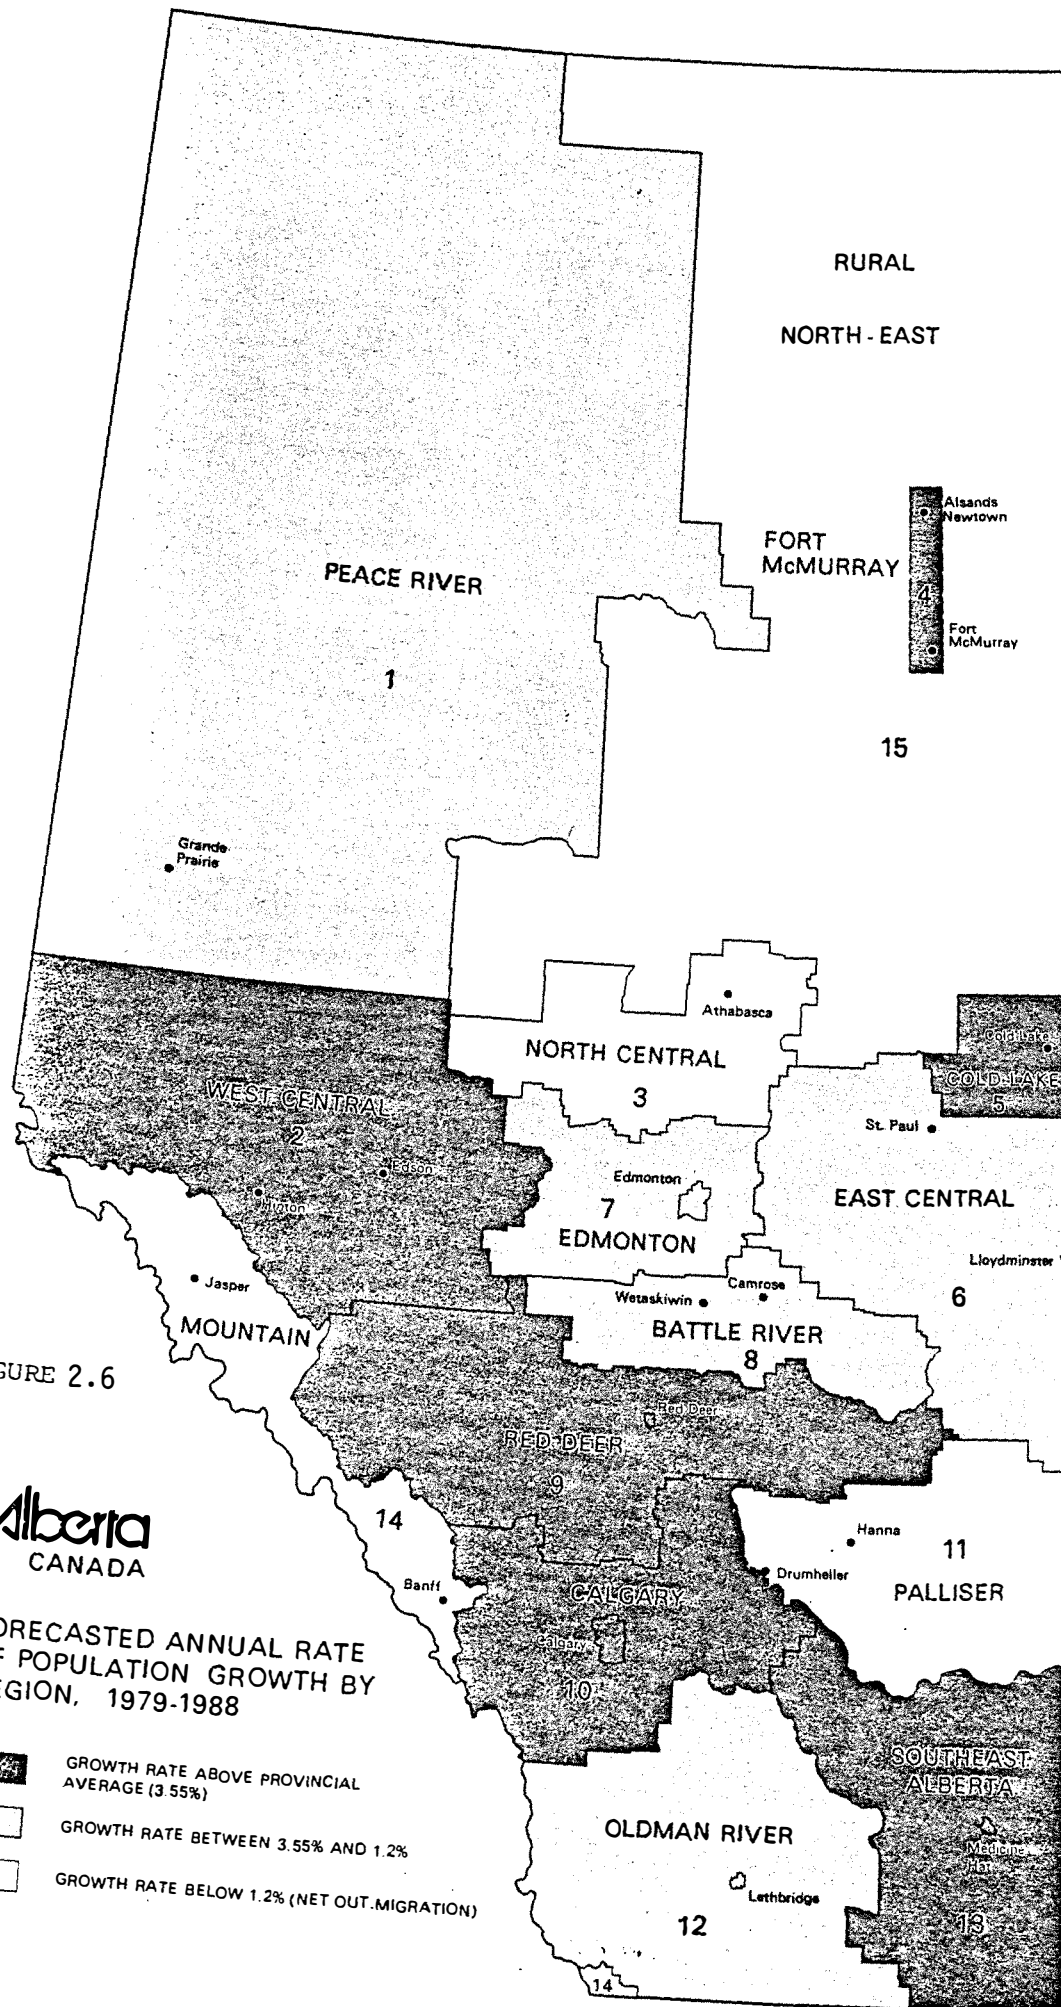 RURAL
NORTH - EAST
Alsands
Newtown
FORT
McMURRAY
4
Fort
McMurray
PEACE RIVER
1
15
Grande
Prairie
Athabasca
NORTH CENTRAL
3
Cold Lake
COLD LAKE
5
WEST CENTRAL
2
St. Paul
Edson
Hinton
Edmonton
7
EDMONTON
EAST CENTRAL
Lloydminster
6
Jasper
MOUNTAIN
Wetaskiwin
Camrose
BATTLE RIVER
8
GURE 2.6
Red Deer
RED DEER
9
Alberta
CANADA
14
Hanna
11
Drumheller
PALLISER
Banff
CALGARY
Calgary
10
ORECASTED ANNUAL RATE
F POPULATION GROWTH BY
EGION, 1979-1988
GROWTH RATE ABOVE PROVINCIAL
AVERAGE (3.55%)
GROWTH RATE BETWEEN 3.55% AND 1.2%
GROWTH RATE BELOW 1.2% (NET OUT-MIGRATION)
SOUTHEAST
ALBERTA
Medicine
Hat
13
OLDMAN RIVER
Lethbridge
12
14